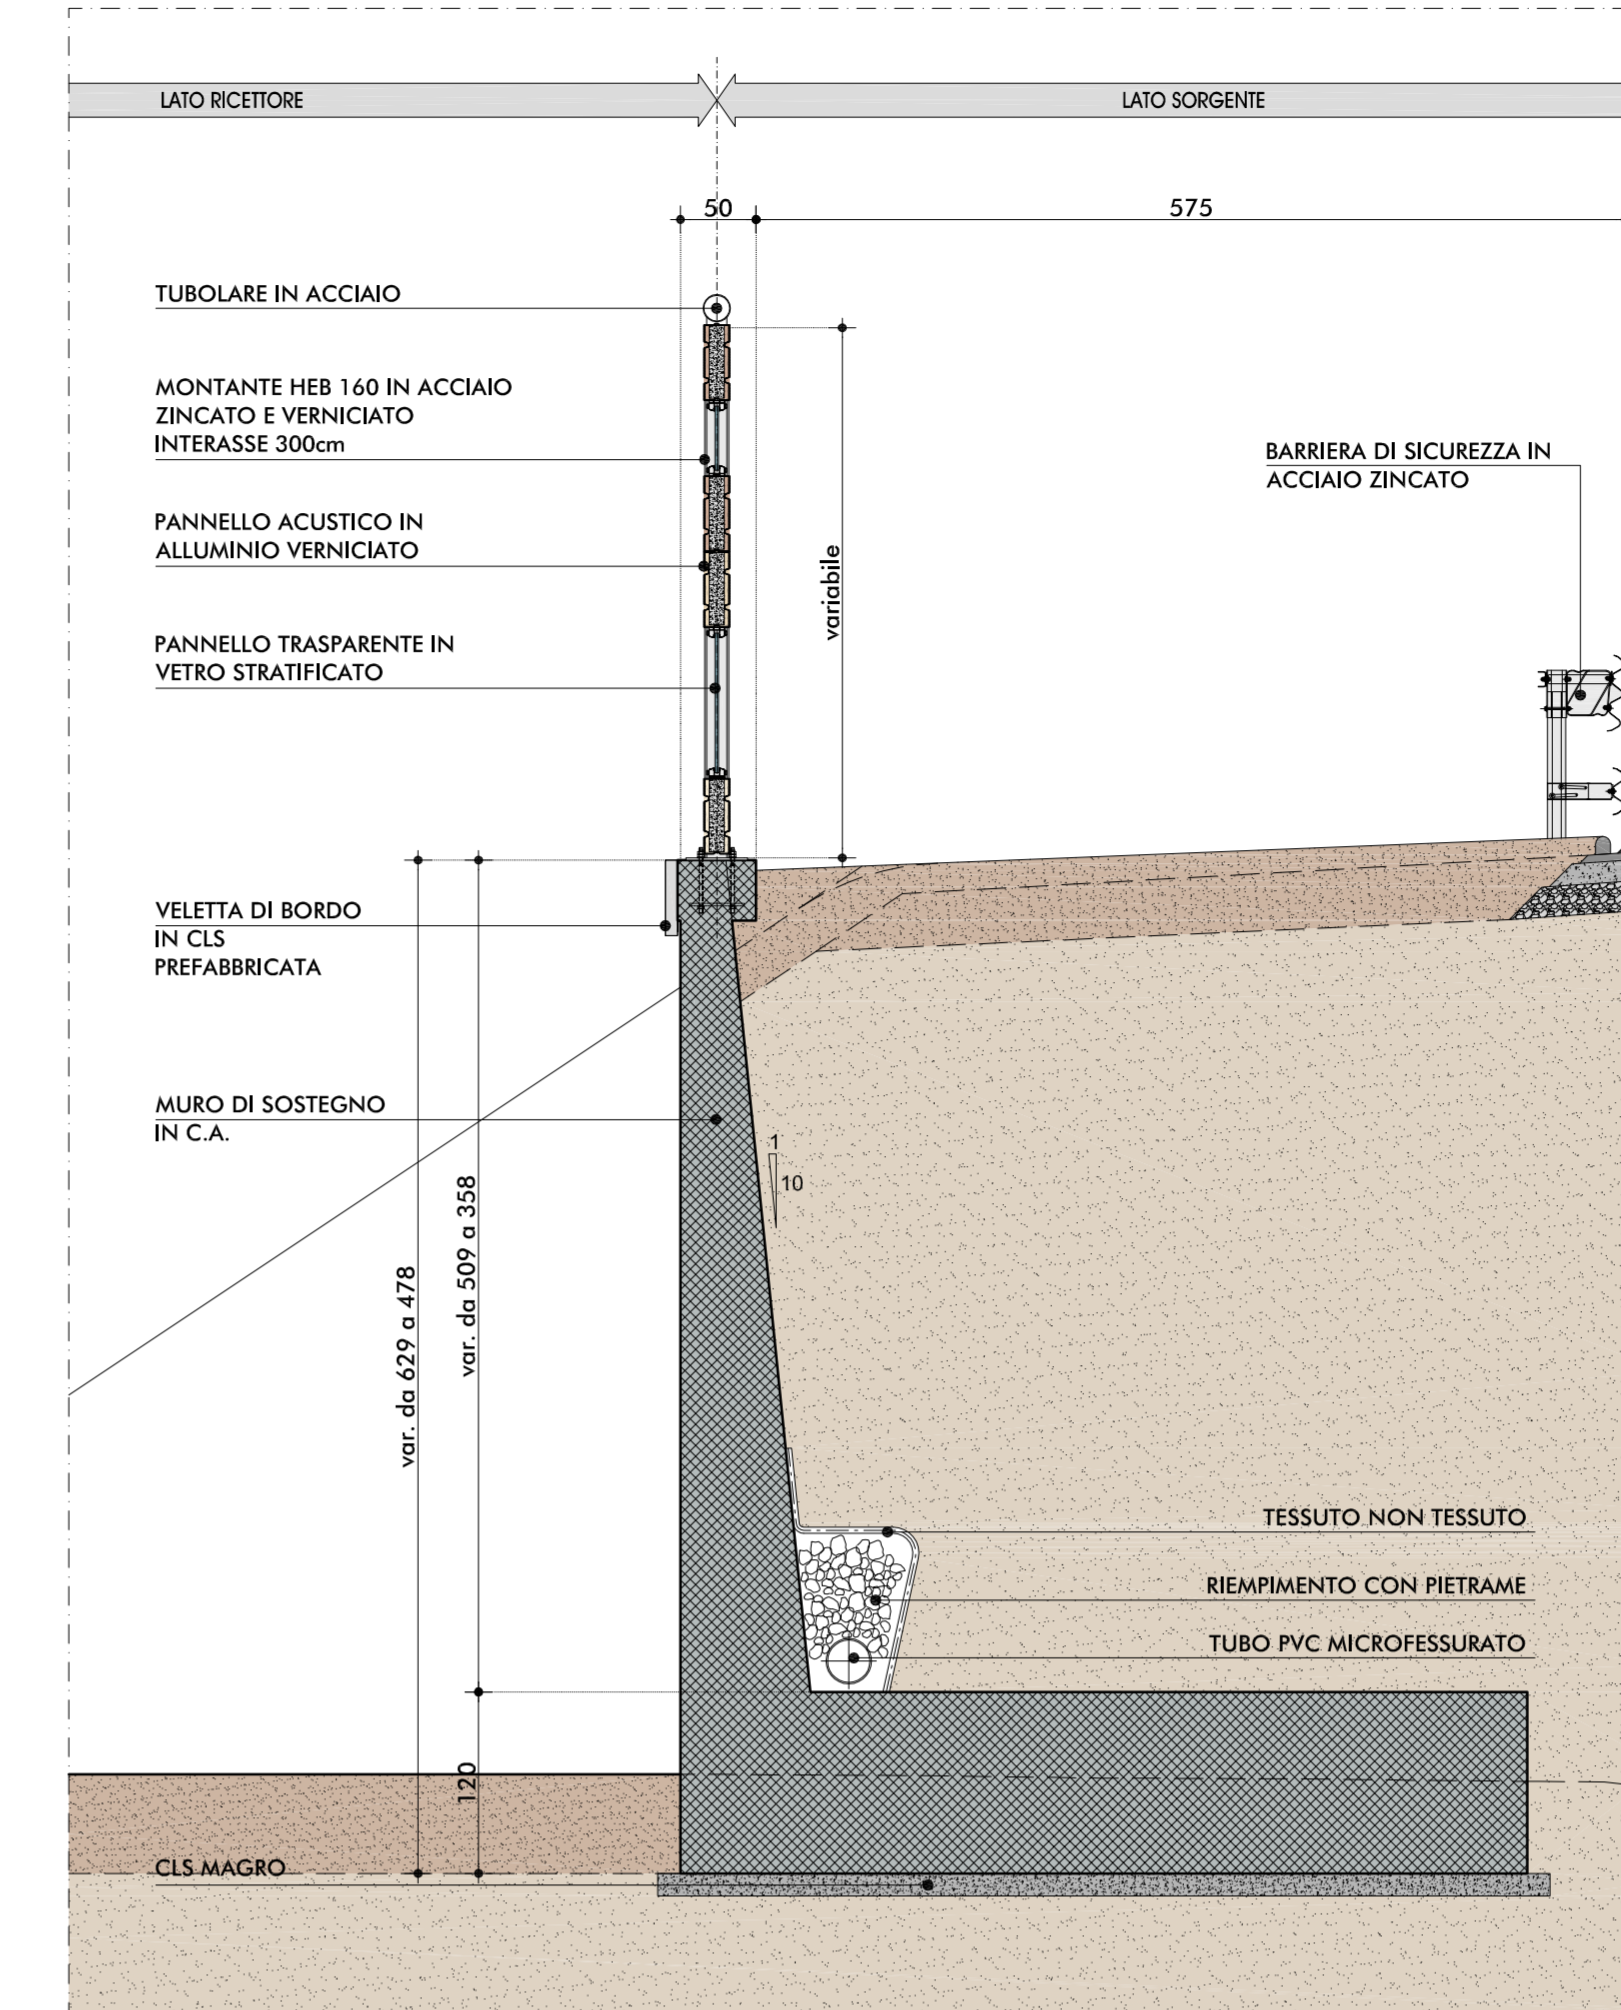 LATO RICETTORE
LATO SORGENTE
50
575
TUBOLARE IN ACCIAIO
MONTANTE HEB 160 IN ACCIAIO
ZINCATO E VERNICIATO
INTERASSE 300cm
BARRIERA DI SICUREZZA IN
ACCIAIO ZINCATO
PANNELLO ACUSTICO IN
ALLUMINIO VERNICIATO
variabile
PANNELLO TRASPARENTE IN
VETRO STRATIFICATO
VELETTA DI BORDO
IN CLS
PREFABBRICATA
MURO DI SOSTEGNO
IN C.A.
1
10
var. da 629 a 478
var. da 509 a 358
TESSUTO NON TESSUTO
RIEMPIMENTO CON PIETRAME
TUBO PVC MICROFESSURATO
120
CLS MAGRO